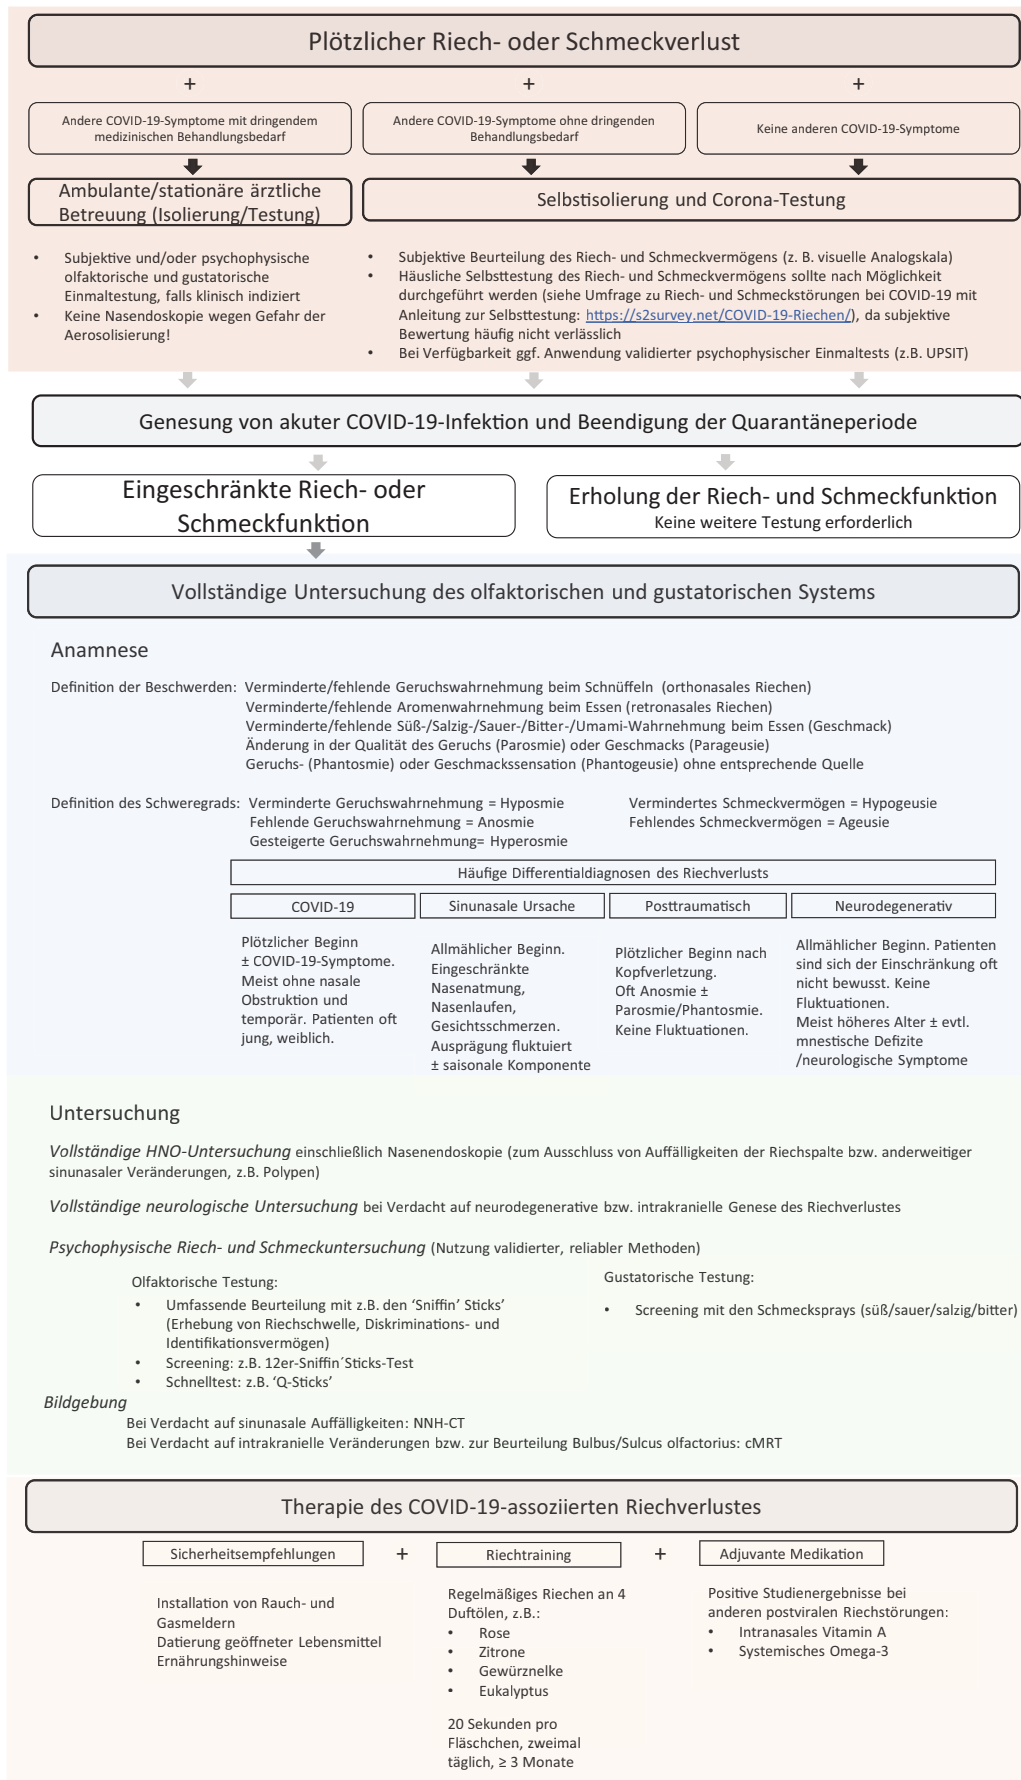 Plötzlicher Riech- oder Schmeckverlust
+ + +
Andere COVID-19-Symptome mit dringendem
medizinischen Behandlungsbedarf
Andere COVID-19-Symptome ohne dringenden
Behandlungsbedarf
Keine anderen COVID-19-Symptome
Ambulante/stationäre ärztliche
Betreuung (Isolierung/Testung)
Selbstisolierung und Corona-Testung
• Subjektive und/oder psychophysische
olfaktorische und gustatorische
Einmaltestung, falls klinisch indiziert
• Keine Nasendoskopie wegen Gefahr der
Aerosolisierung!
• Subjektive Beurteilung des Riech- und Schmeckvermögens (z. B. visuelle Analogskala)
• Häusliche Selbsttestung des Riech- und Schmeckvermögens sollte nach Möglichkeit
durchgeführt werden (siehe Umfrage zu Riech- und Schmeckstörungen bei COVID-19 mit
Anleitung zur Selbsttestung: https://s2survey.net/COVID-19-Riechen/), da subjektive
Bewertung häufig nicht verlässlich
• Bei Verfügbarkeit ggf. Anwendung validierter psychophysischer Einmaltests (z.B. UPSIT)
Genesung von akuter COVID-19-Infektion und Beendigung der Quarantäneperiode
Eingeschränkte Riech- oder
Schmeckfunktion
Erholung der Riech- und Schmeckfunktion
Keine weitere Testung erforderlich
Vollständige Untersuchung des olfaktorischen und gustatorischen Systems
Anamnese
Definition der Beschwerden: Verminderte/fehlende Geruchswahrnehmung beim Schnüffeln (orthonasales Riechen)
Verminderte/fehlende Aromenwahrnehmung beim Essen (retronasales Riechen)
Verminderte/fehlende Süß-/Salzig-/Sauer-/Bitter-/Umami-Wahrnehmung beim Essen (Geschmack)
Änderung in der Qualität des Geruchs (Parosmie) oder Geschmacks (Parageusie)
Geruchs- (Phantosmie) oder Geschmackssensation (Phantogeusie) ohne entsprechende Quelle
Definition des Schweregrads: Verminderte Geruchswahrnehmung = Hyposmie
Fehlende Geruchswahrnehmung = Anosmie
Gesteigerte Geruchswahrnehmung= Hyperosmie
Vermindertes Schmeckvermögen = Hypogeusie
Fehlendes Schmeckvermögen = Ageusie
Häufige Differentialdiagnosen des Riechverlusts
COVID-19
Plötzlicher Beginn
± COVID-19-Symptome.
Meist ohne nasale
Obstruktion und
temporär. Patienten oft
jung, weiblich.
Sinunasale Ursache
Allmählicher Beginn.
Eingeschränkte
Nasenatmung,
Nasenlaufen,
Gesichtsschmerzen.
Ausprägung fluktuiert
± saisonale Komponente
Posttraumatisch
Plötzlicher Beginn nach
Kopfverletzung.
Oft Anosmie ±
Parosmie/Phantosmie.
Keine Fluktuationen.
Neurodegenerativ
Allmählicher Beginn. Patienten
sind sich der Einschränkung oft
nicht bewusst. Keine
Fluktuationen.
Meist höheres Alter ± evtl.
mnestische Defizite
/neurologische Symptome
Untersuchung
Vollständige HNO-Untersuchung einschließlich Nasenendoskopie (zum Ausschluss von Auffälligkeiten der Riechspalte bzw. anderweitiger
sinunasaler Veränderungen, z.B. Polypen)
Vollständige neurologische Untersuchung bei Verdacht auf neurodegenerative bzw. intrakranielle Genese des Riechverlustes
Psychophysische Riech- und Schmeckuntersuchung (Nutzung validierter, reliabler Methoden)
Olfaktorische Testung:
• Umfassende Beurteilung mit z.B. den ‘Sniffin’ Sticks’
(Erhebung von Riechschwelle, Diskriminations- und
Identifikationsvermögen)
• Screening: z.B. 12er-Sniffin´Sticks-Test
• Schnelltest: z.B. ‘Q-Sticks’
Gustatorische Testung:
• Screening mit den Schmecksprays (süß/sauer/salzig/bitter)
Bildgebung
Bei Verdacht auf sinunasale Auffälligkeiten: NNH-CT
Bei Verdacht auf intrakranielle Veränderungen bzw. zur Beurteilung Bulbus/Sulcus olfactorius: cMRT
Therapie des COVID-19-assoziierten Riechverlustes
Sicherheitsempfehlungen + Riechtraining + Adjuvante Medikation
Installation von Rauch- und
Gasmeldern
Datierung geöffneter Lebensmittel
Ernährungshinweise
Regelmäßiges Riechen an 4
Duftölen, z.B.:
• Rose
• Zitrone
• Gewürznelke
• Eukalyptus
20 Sekunden pro
Fläschchen, zweimal
täglich, ≥ 3 Monate
Positive Studienergebnisse bei
anderen postviralen Riechstörungen:
• Intranasales Vitamin A
• Systemisches Omega-3